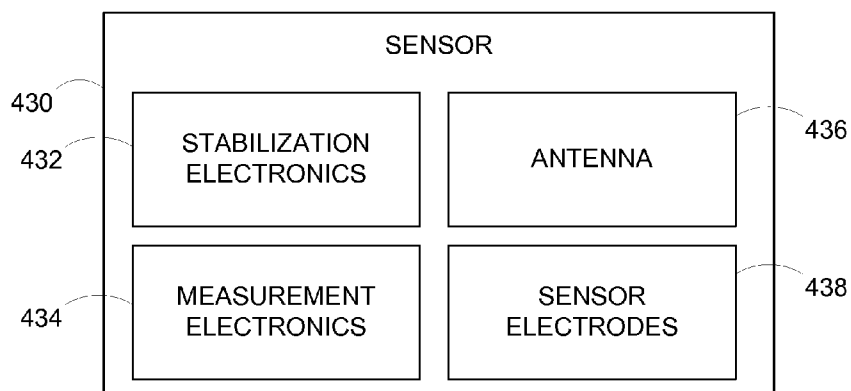 SENSOR
430
432
STABILIZATION
ELECTRONICS
ANTENNA
436
434
MEASUREMENT
ELECTRONICS
SENSOR
ELECTRODES
438